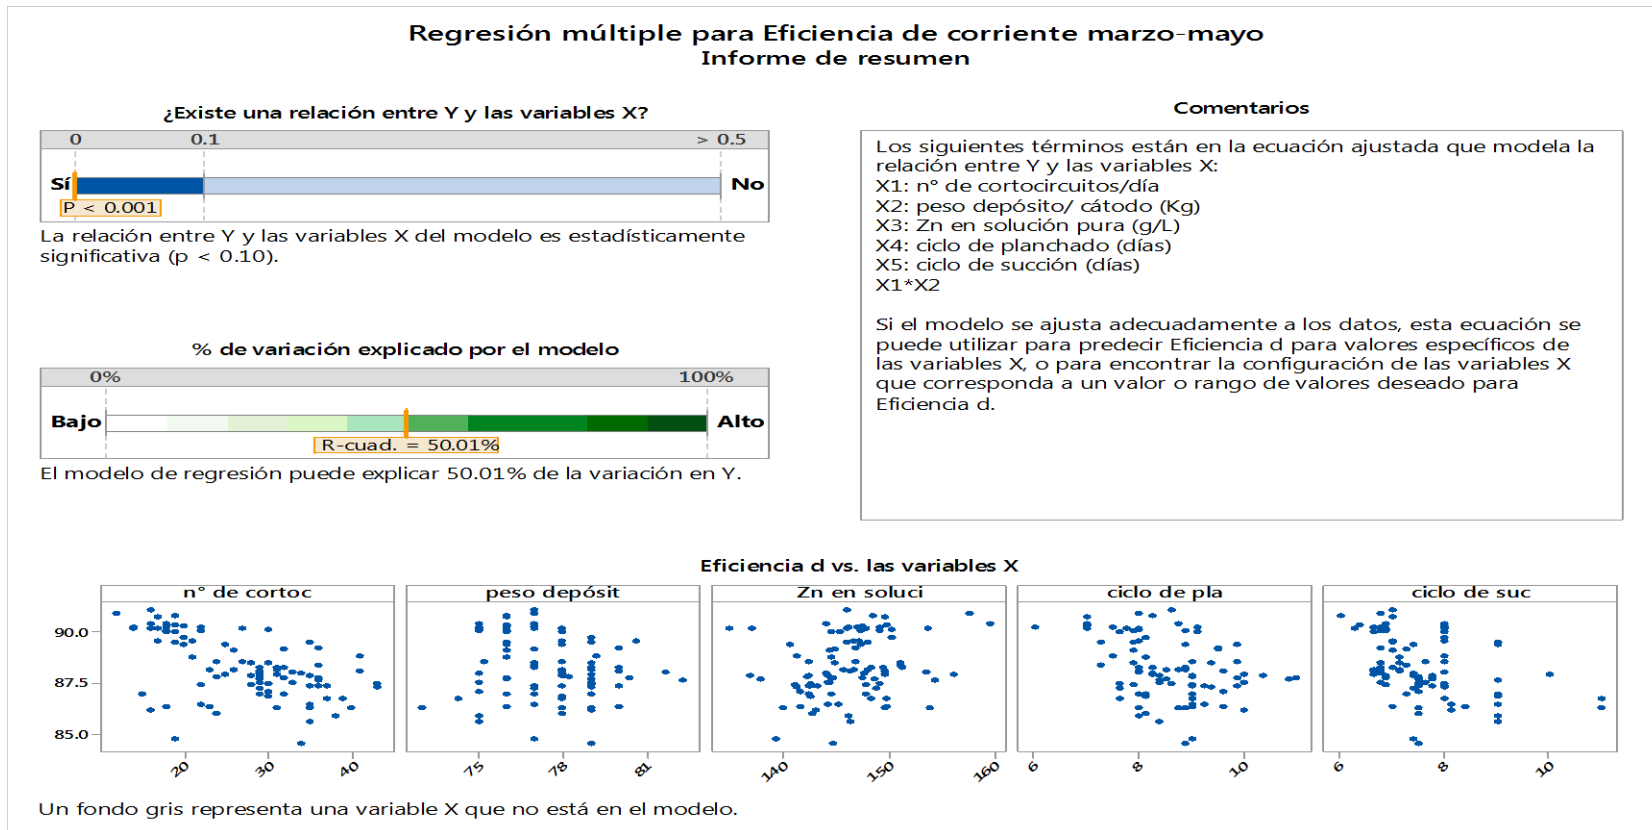 Regresión múltiple para Eficiencia de corriente marzo-mayo
Informe de resumen
¿Existe una relación entre Y y las variables X?
0 0.1 > 0.5
Sí No
P < 0.001
La relación entre Y y las variables X del modelo es estadísticamente
significativa (p < 0.10).
% de variación explicado por el modelo
0% 100%
Bajo Alto
R-cuad. = 50.01%
El modelo de regresión puede explicar 50.01% de la variación en Y.
Comentarios
Los siguientes términos están en la ecuación ajustada que modela la
relación entre Y y las variables X:
X1: n° de cortocircuitos/día
X2: peso depósito/ cátodo (Kg)
X3: Zn en solución pura (g/L)
X4: ciclo de planchado (días)
X5: ciclo de succión (días)
X1*X2
Si el modelo se ajusta adecuadamente a los datos, esta ecuación se
puede utilizar para predecir Eficiencia d para valores específicos de
las variables X, o para encontrar la configuración de las variables X
que corresponda a un valor o rango de valores deseado para
Eficiencia d.
Eficiencia d vs. las variables X
n° de cortoc peso depósit Zn en soluci ciclo de pla ciclo de suc
90.0
87.5
85.0
20 30 40 75 78 81 140 150 160 6 8 10 6 8 10
Un fondo gris representa una variable X que no está en el modelo.